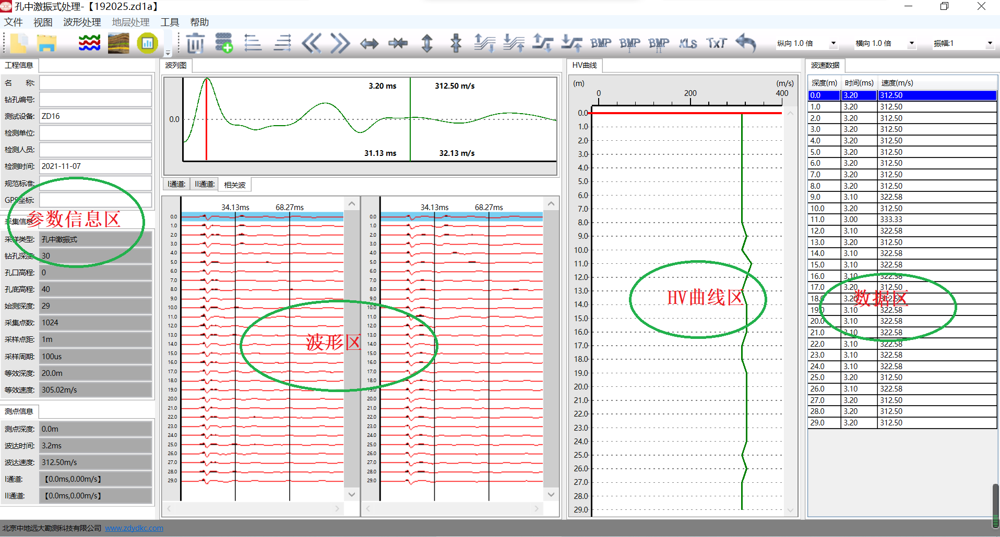 孔中激振式处理-【192025.zd1a】
文件 视图 波形处理 地层处理 工具 帮助
BMP BMP I BMP II XLS TXT 纵向 1.0 倍 横向 1.0 倍 振幅:1
工程信息
名 称:
钻孔编号:
测试设备: ZD16
检测单位:
检测人员:
检测时间: 2021-11-07
规范标准:
GPS坐标:
参数信息区
采集信息
采样类型: 孔中激振式
钻孔深度: 30
孔口高程: 0
孔底高程: 40
始测深度: 29
采集点数: 1024
采样点距: 1m
采样周期: 100us
等效深度: 20.0m
等效速度: 305.02m/s
测点信息
测点深度: 0.0m
波达时间: 3.2ms
波达速度: 312.50m/s
I通道: 【0.0ms,0.00m/s】
II通道: 【0.0ms,0.00m/s】
波列图
3.20 ms 312.50 m/s
0.0
31.13 ms 32.13 m/s
I通道: II通道: 相关波
34.13ms 68.27ms
0.0
1.0
2.0
3.0
4.0
5.0
6.0
7.0
8.0
9.0
10.0
11.0
12.0
13.0
14.0
15.0
16.0
17.0
18.0
19.0
20.0
21.0
22.0
23.0
24.0
25.0
26.0
27.0
28.0
29.0
波形区
34.13ms 68.27ms
0.0
1.0
2.0
3.0
4.0
5.0
6.0
7.0
8.0
9.0
10.0
11.0
12.0
13.0
14.0
15.0
16.0
17.0
18.0
19.0
20.0
21.0
22.0
23.0
24.0
25.0
26.0
27.0
28.0
29.0
HV曲线
(m) (m/s)
0 200 400
0.0
1.0
2.0
3.0
4.0
5.0
6.0
7.0
8.0
9.0
10.0
11.0
12.0
13.0
14.0
15.0
16.0
17.0
18.0
19.0
20.0
21.0
22.0
23.0
24.0
25.0
26.0
27.0
28.0
29.0
HV曲线区
波速数据
深度(m) 时间(ms) 速度(m/s)
0.0 3.20 312.50
1.0 3.20 312.50
2.0 3.20 312.50
3.0 3.20 312.50
4.0 3.20 312.50
5.0 3.20 312.50
6.0 3.20 312.50
7.0 3.20 312.50
8.0 3.20 312.50
9.0 3.10 322.58
10.0 3.20 312.50
11.0 3.00 333.33
12.0 3.10 322.58
13.0 3.20 312.50
14.0 3.10 322.58
15.0 3.10 322.58
16.0 3.10 322.58
17.0 3.20 312.50
18.0 3.20 312.50
19.0 3.10 322.58
20.0 3.10 322.58
21.0 3.10 322.58
22.0 3.10 322.58
23.0 3.10 322.58
24.0 3.10 322.58
25.0 3.20 312.50
26.0 3.10 322.58
27.0 3.20 312.50
28.0 3.20 312.50
29.0 3.20 312.50
数据区
北京中地远大勘测科技有限公司 www.zdydkc.com